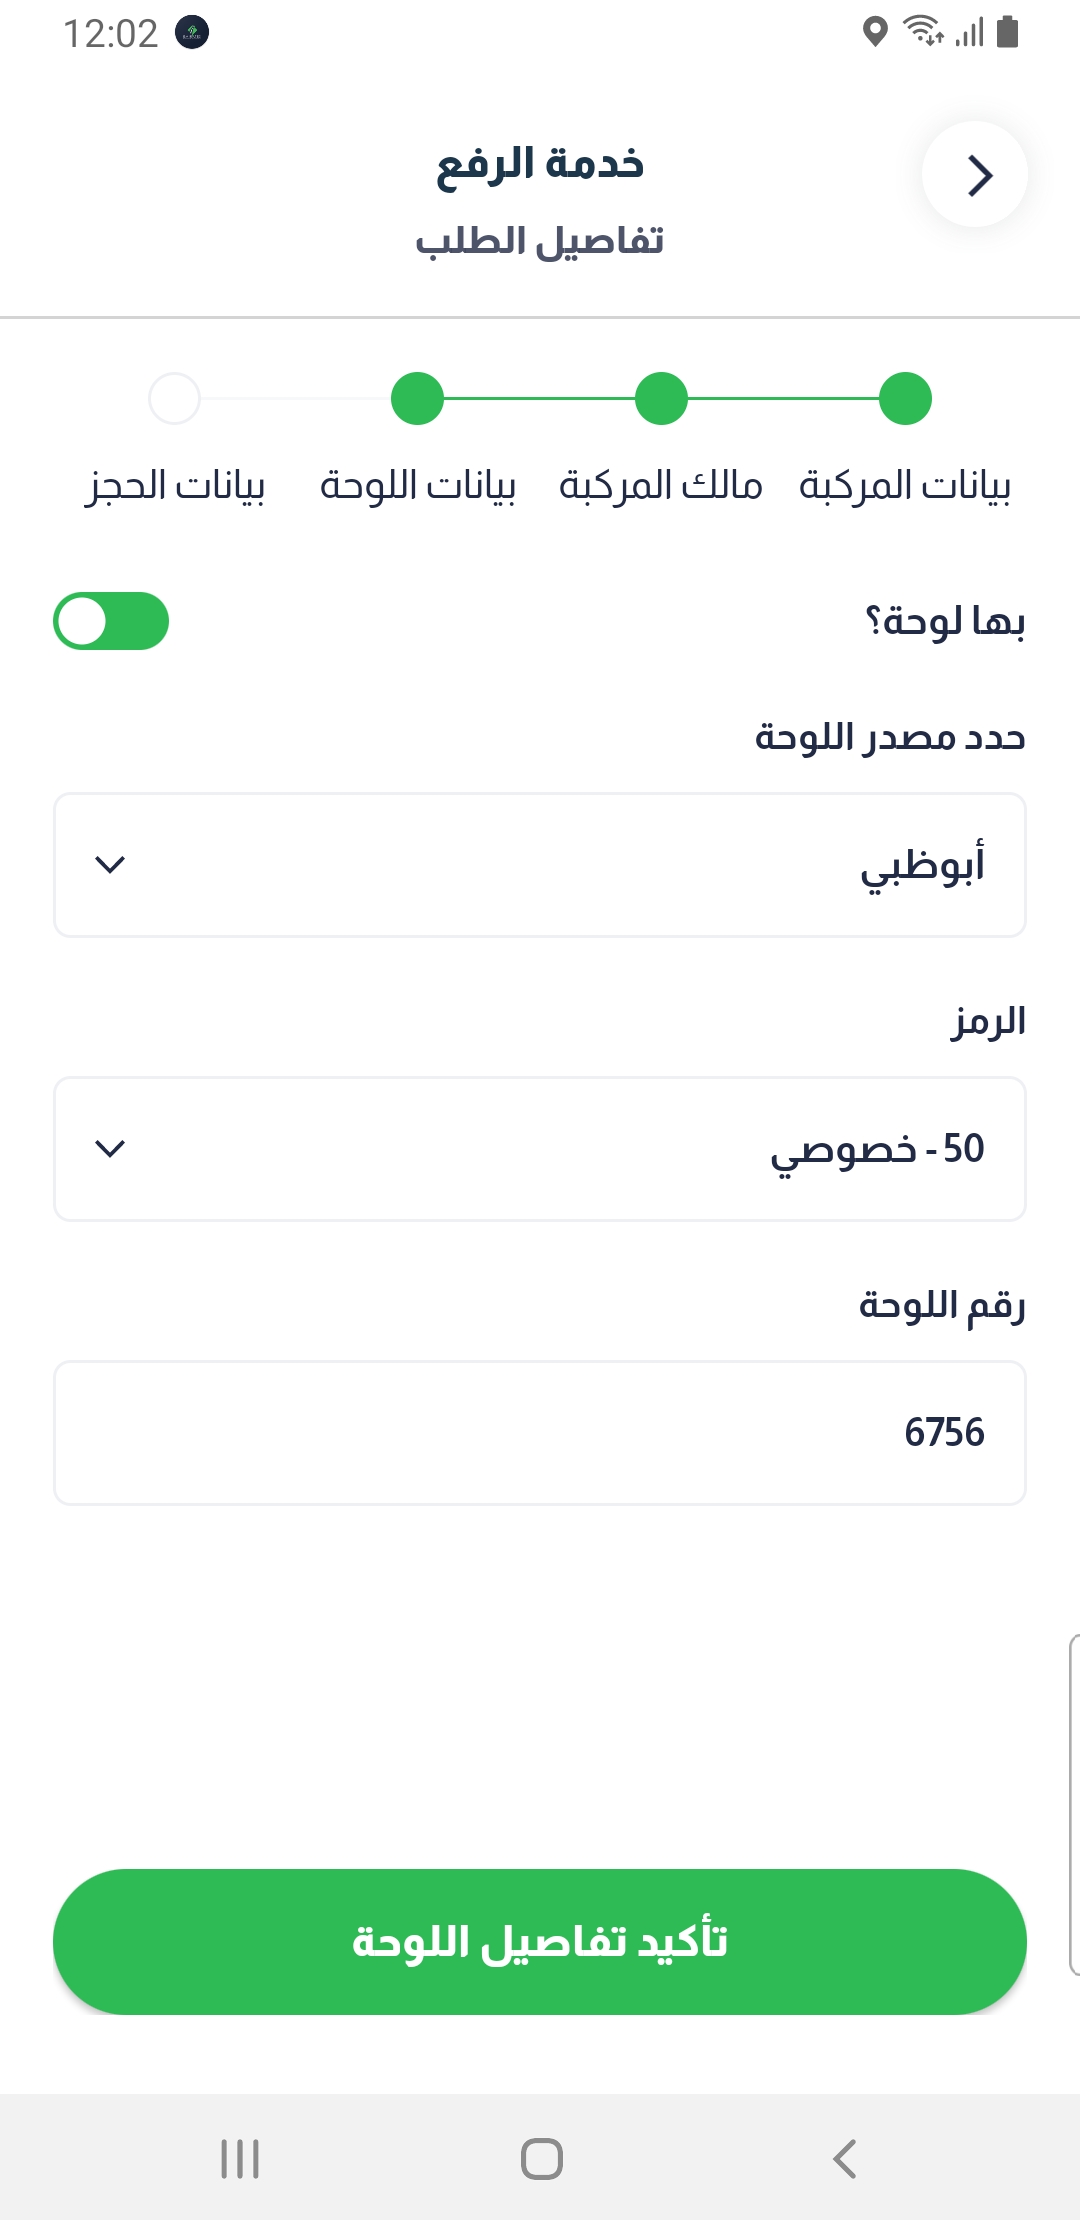 12:02
خدمة الرفع
تفاصيل الطلب
بيانات المركبة
مالك المركبة
بيانات اللوحة
بيانات الحجز
بها لوحة؟
حدد مصدر اللوحة
أبوظبي
الرمز
50 - خصوصي
رقم اللوحة
6756
تأكيد تفاصيل اللوحة